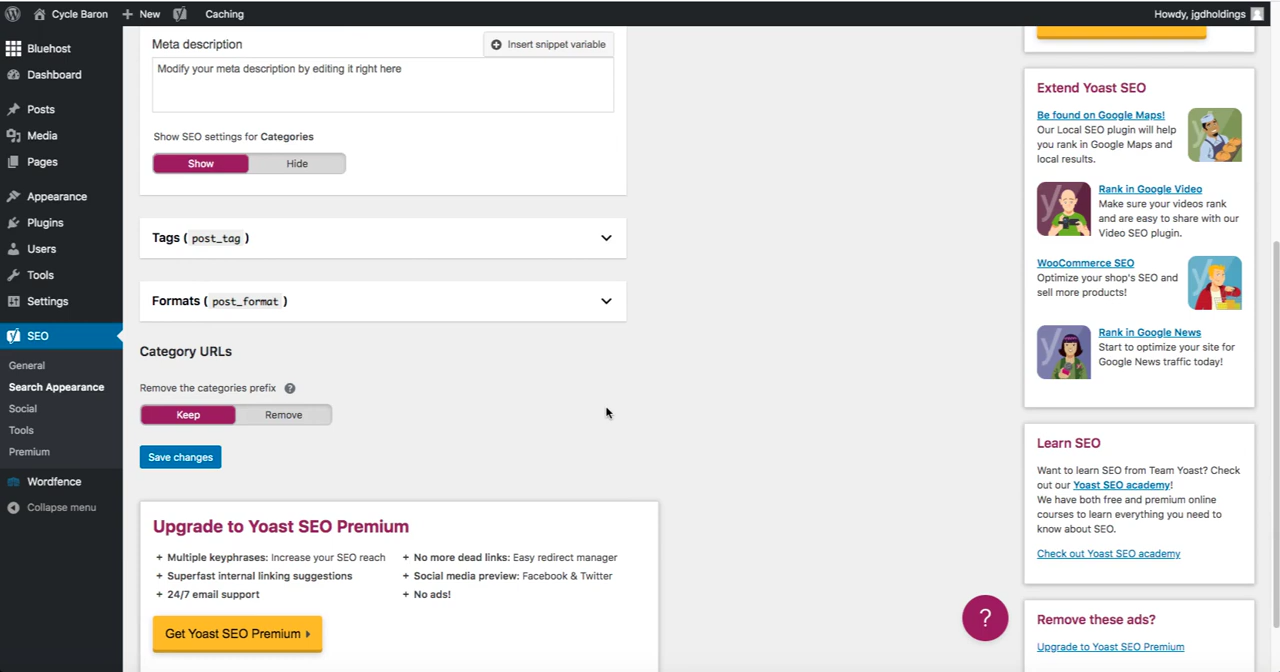 Cycle Baron
New
Caching
Howdy, jgdholdings
Bluehost
Dashboard
Posts
Media
Pages
Appearance
Plugins
Users
Tools
Settings
SEO
General
Search Appearance
Social
Tools
Premium
Wordfence
Collapse menu
Meta description
Insert snippet variable
Modify your meta description by editing it right here
Show SEO settings for Categories
Show
Hide
Tags ( post_tag )
Formats ( post_format )
Category URLs
Remove the categories prefix ?
Keep
Remove
Save changes
Upgrade to Yoast SEO Premium
+ Multiple keyphrases: Increase your SEO reach
+ Superfast internal linking suggestions
+ 24/7 email support
+ No more dead links: Easy redirect manager
+ Social media preview: Facebook & Twitter
+ No ads!
Get Yoast SEO Premium
Extend Yoast SEO
Be found on Google Maps!
Our Local SEO plugin will help
you rank in Google Maps and
local results.
Rank in Google Video
Make sure your videos rank
and are easy to share with our
Video SEO plugin.
WooCommerce SEO
Optimize your shop's SEO and
sell more products!
Rank in Google News
Start to optimize your site for
Google News traffic today!
Learn SEO
Want to learn SEO from Team Yoast? Check
out our Yoast SEO academy!
We have both free and premium online
courses to learn everything you need to
know about SEO.
Check out Yoast SEO academy
?
Remove these ads?
Upgrade to Yoast SEO Premium